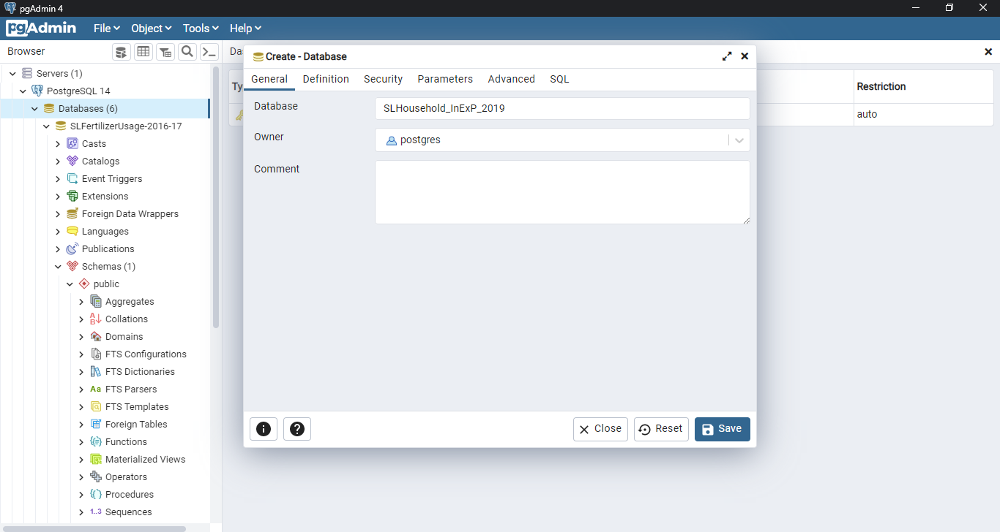 pgAdmin 4
pgAdmin File Object Tools Help
Browser
Servers (1)
PostgreSQL 14
Databases (6)
SLFertilizerUsage-2016-17
Casts
Catalogs
Event Triggers
Extensions
Foreign Data Wrappers
Languages
Publications
Schemas (1)
public
Aggregates
Collations
Domains
FTS Configurations
FTS Dictionaries
Aa FTS Parsers
FTS Templates
Foreign Tables
Functions
Materialized Views
Operators
Procedures
1..3 Sequences
Da
Ty
Restriction
auto
Create - Database
General Definition Security Parameters Advanced SQL
Database SLHousehold_InExP_2019
Owner postgres
Comment
Close Reset Save